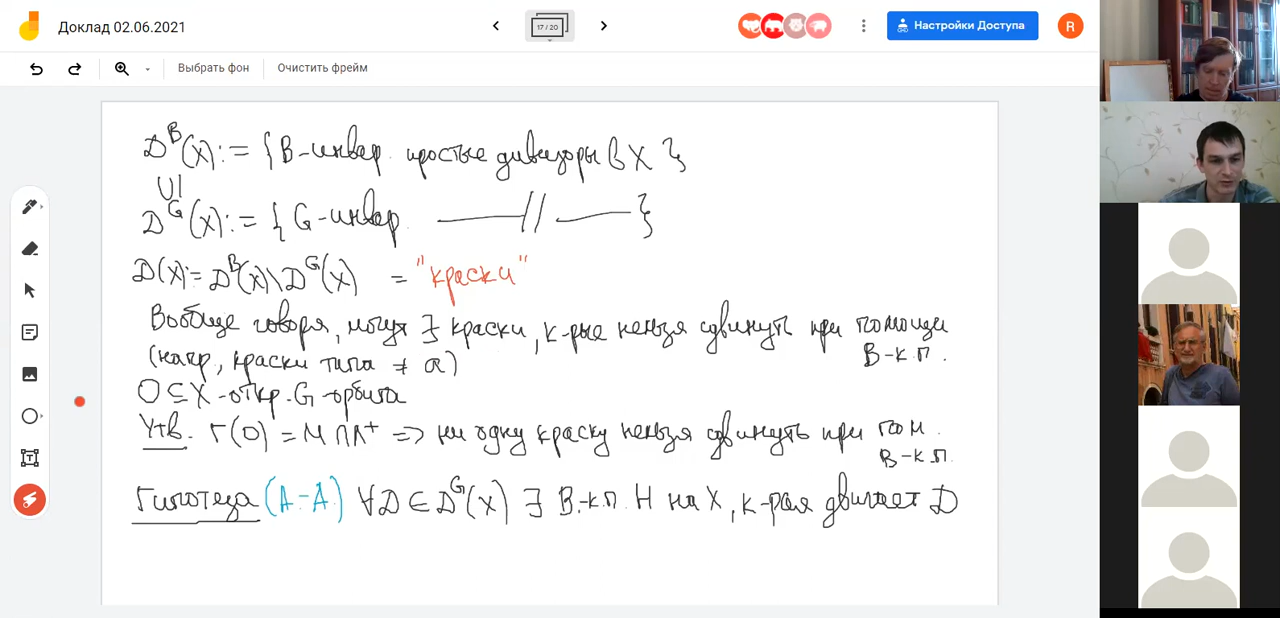 Доклад 02.06.2021
17 / 20
Настройки Доступа
R
Выбрать фон
Очистить фрейм
D^B(X) := { B-инвар. простые дивизоры в X }
UI
D^G(X) := { G-инвар. —//— }
D(X) := D^B(X) \ D^G(X) = "краски"
Вообще говоря, могут ∃ краски, к-рые нельзя сдвинуть при помощи
B-к.п.
(напр., краски типа ≠ a)
O ⊆ X - откр. G-орбита
Утв. Γ(O) = M ∩ Λ⁺ => ни одну краску нельзя сдвинуть при пом.
B-к.п.
Гипотеза (А.-А.) ∀D ∈ D^G(X) ∃ B-к.п. H на X, к-рая двигает D